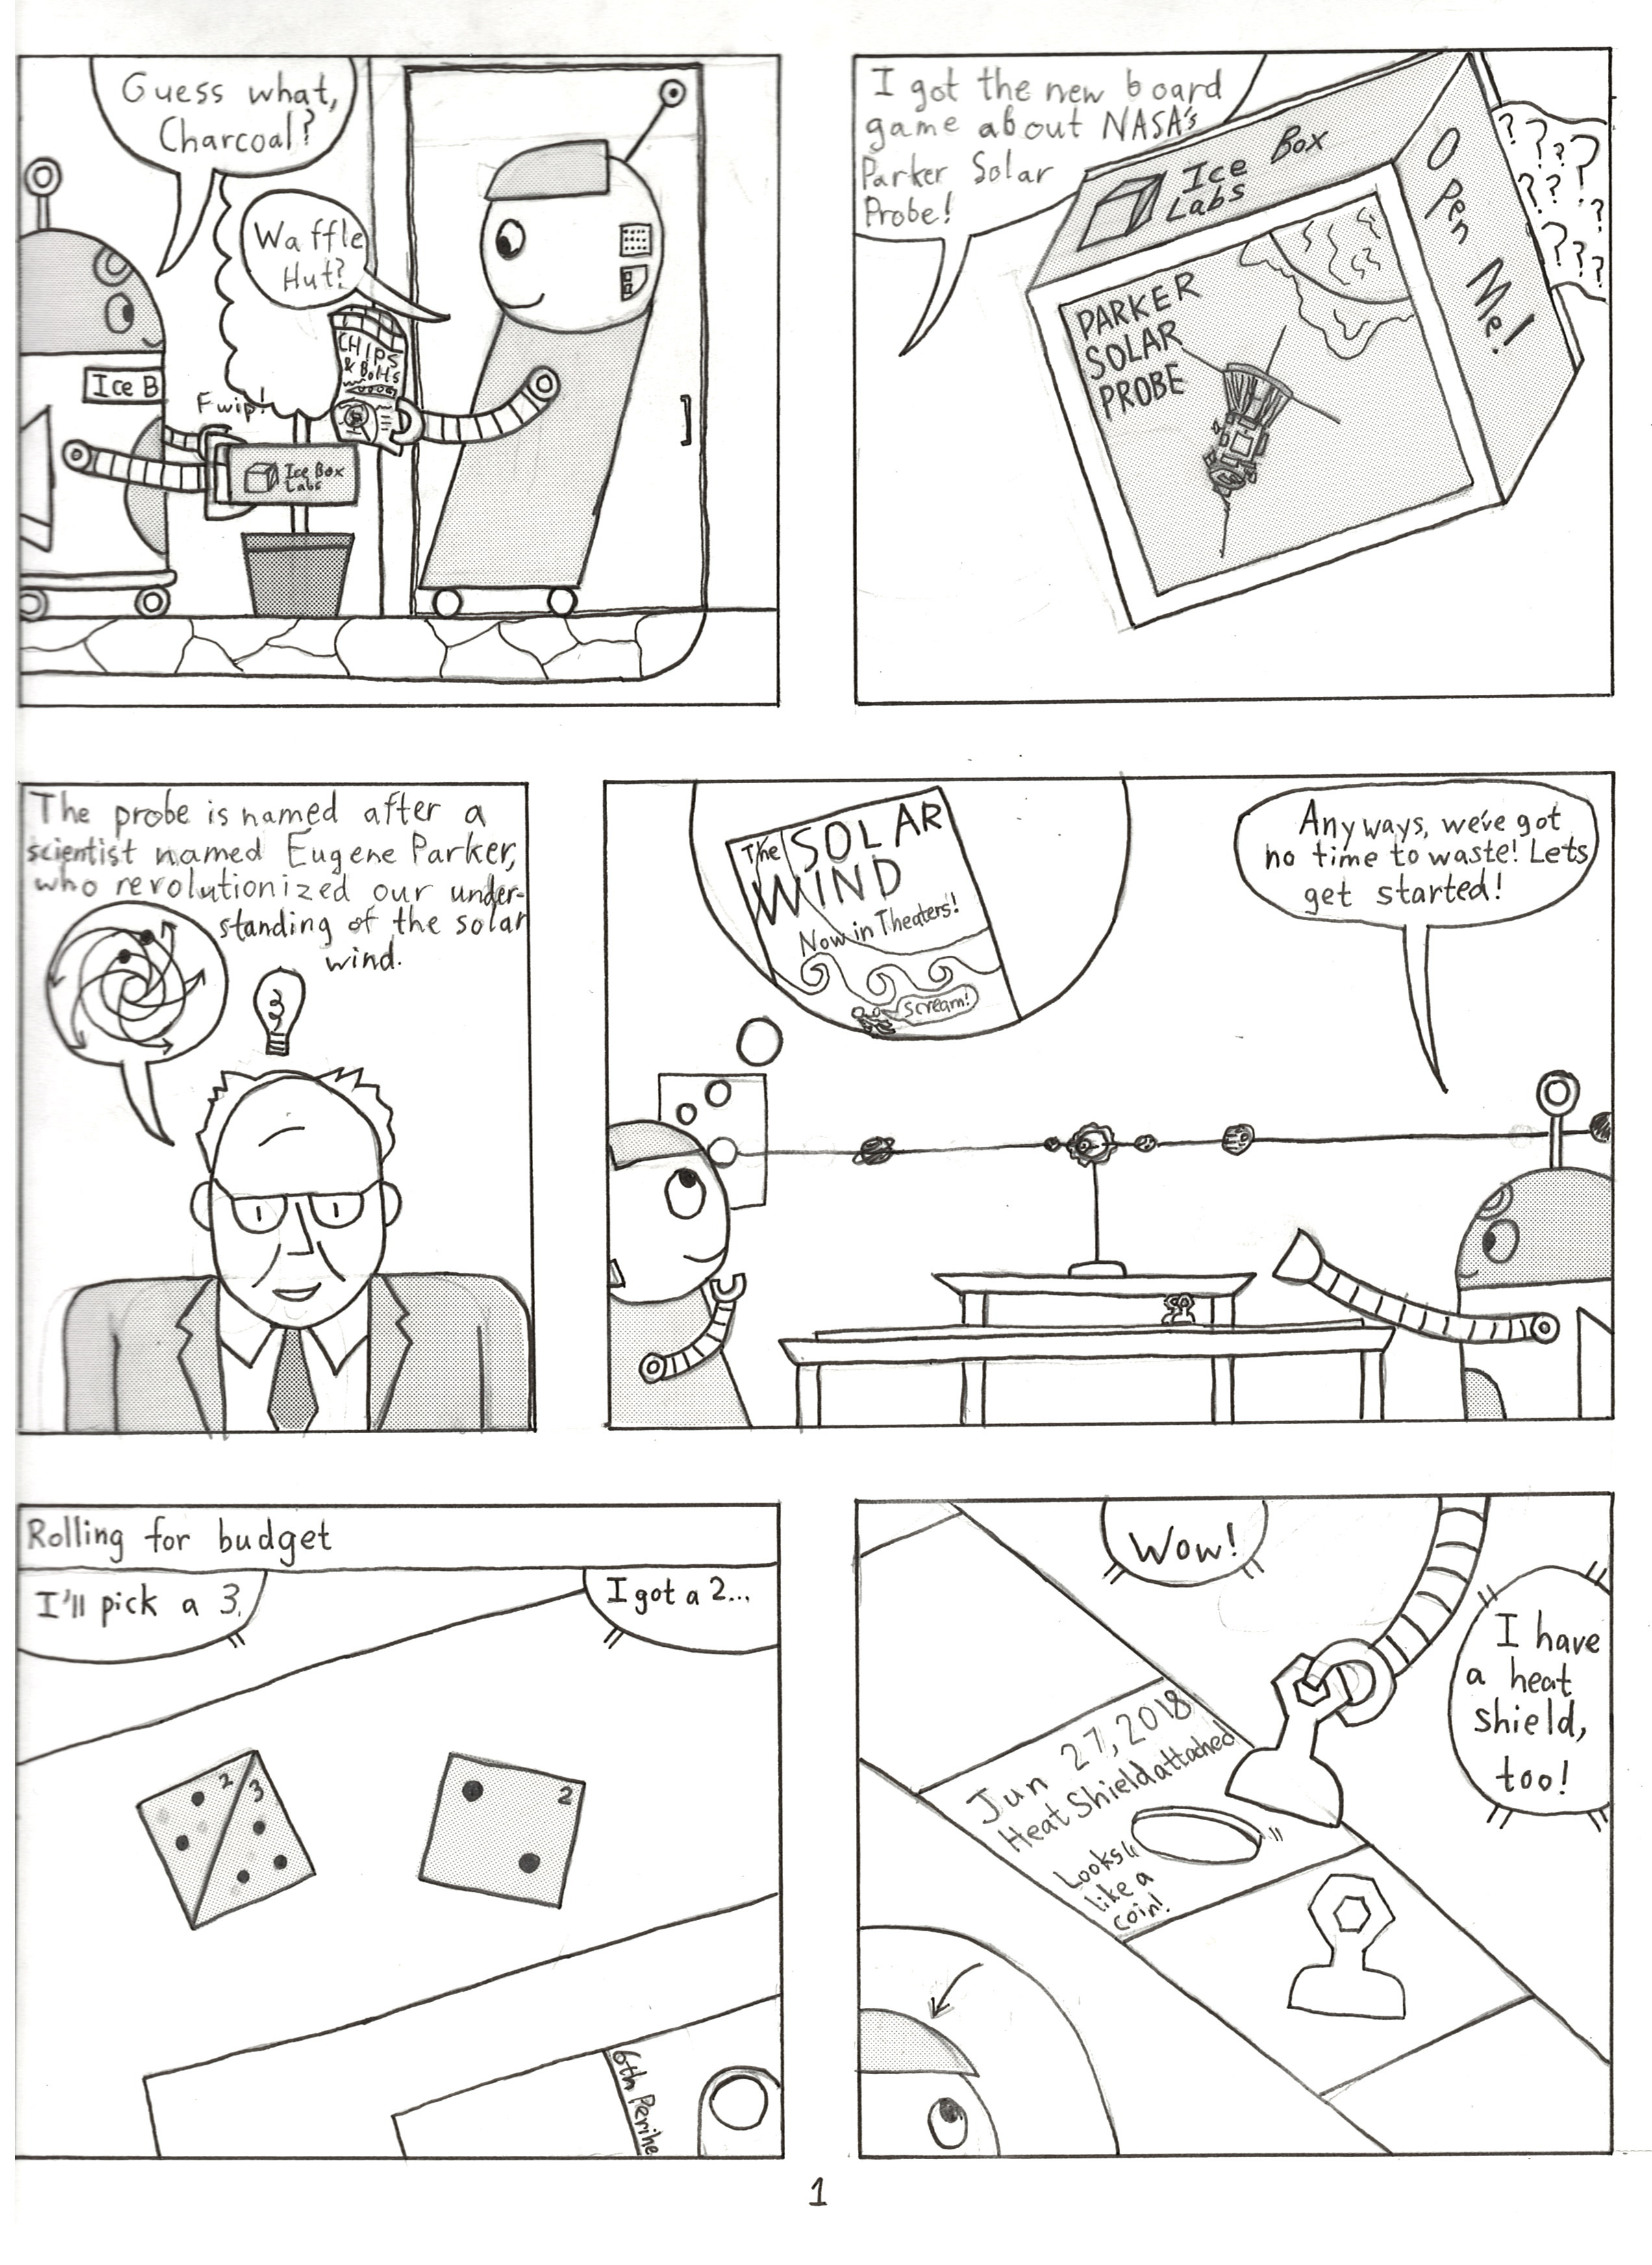 Guess what,
Charcoal?
Waffle
Hut?
CHIPS
& Bolts
Ice B
Fwip!
Ice Box
Labs
I got the new board
game about NASA's
Parker Solar
Probe!
Ice Box
Labs
Open Me!
? ? ? ? ?
? ? ?
? ? ? ?
PARKER
SOLAR
PROBE
The probe is named after a
scientist named Eugene Parker,
who revolutionized our under-
standing of the solar
wind.
The SOLAR
WIND
Now in Theaters!
Scream!
Anyways, we've got
no time to waste! Lets
get started!
Rolling for budget
I'll pick a 3.
I got a 2...
2 3
2
6th Perihe
Wow!
I have
a heat
shield,
too!
Jun 27, 2018
Heat Shield attached
Looks
like a
coin!
1